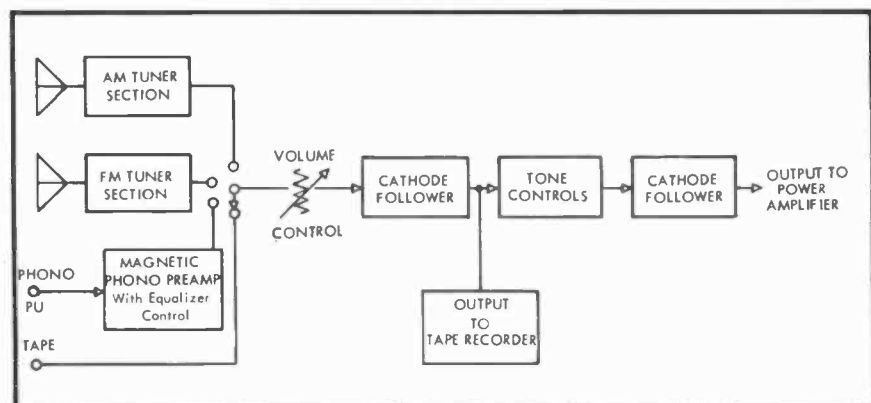 AM TUNER
SECTION
FM TUNER
SECTION
PHONO
PU
MAGNETIC
PHONO PREAMP
With Equalizer
Control
TAPE
VOLUME
CONTROL
CATHODE
FOLLOWER
TONE
CONTROLS
CATHODE
FOLLOWER
OUTPUT TO
POWER
AMPLIFIER
OUTPUT
TO
TAPE RECORDER